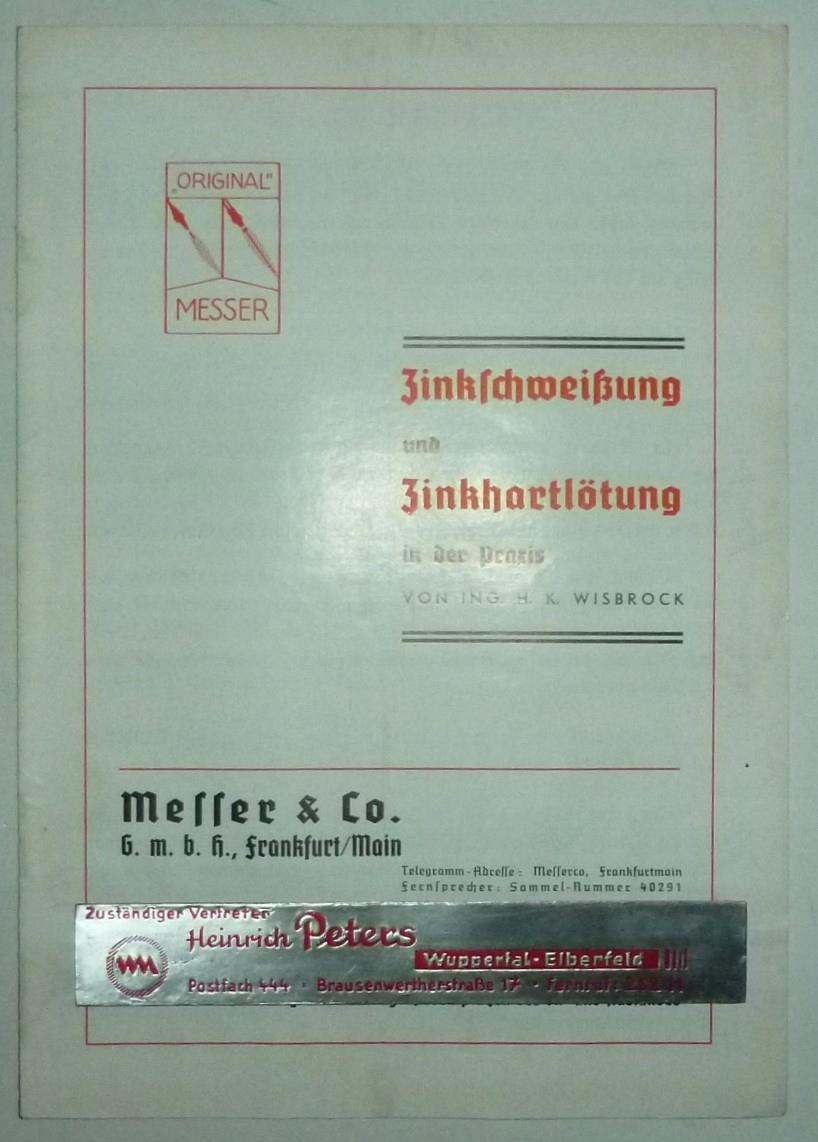 „ORIGINAL“
MESSER
Zinkſchweißung
und
Zinkhartlötung
in der Praxis
VON ING. H. K. WISBROCK
Meſſer & Co.
G. m. b. H., Frankfurt/Main
Telegramm-Adreſſe: Meſſerco, Frankfurtmain
Fernſprecher: Sammel-Nummer 40291
Zuständiger Vertreter
Heinrich Peters
WM
Wuppertal-Elberfeld
Postfach 444 · Brausenwertherstraße 17 · Fernruf: